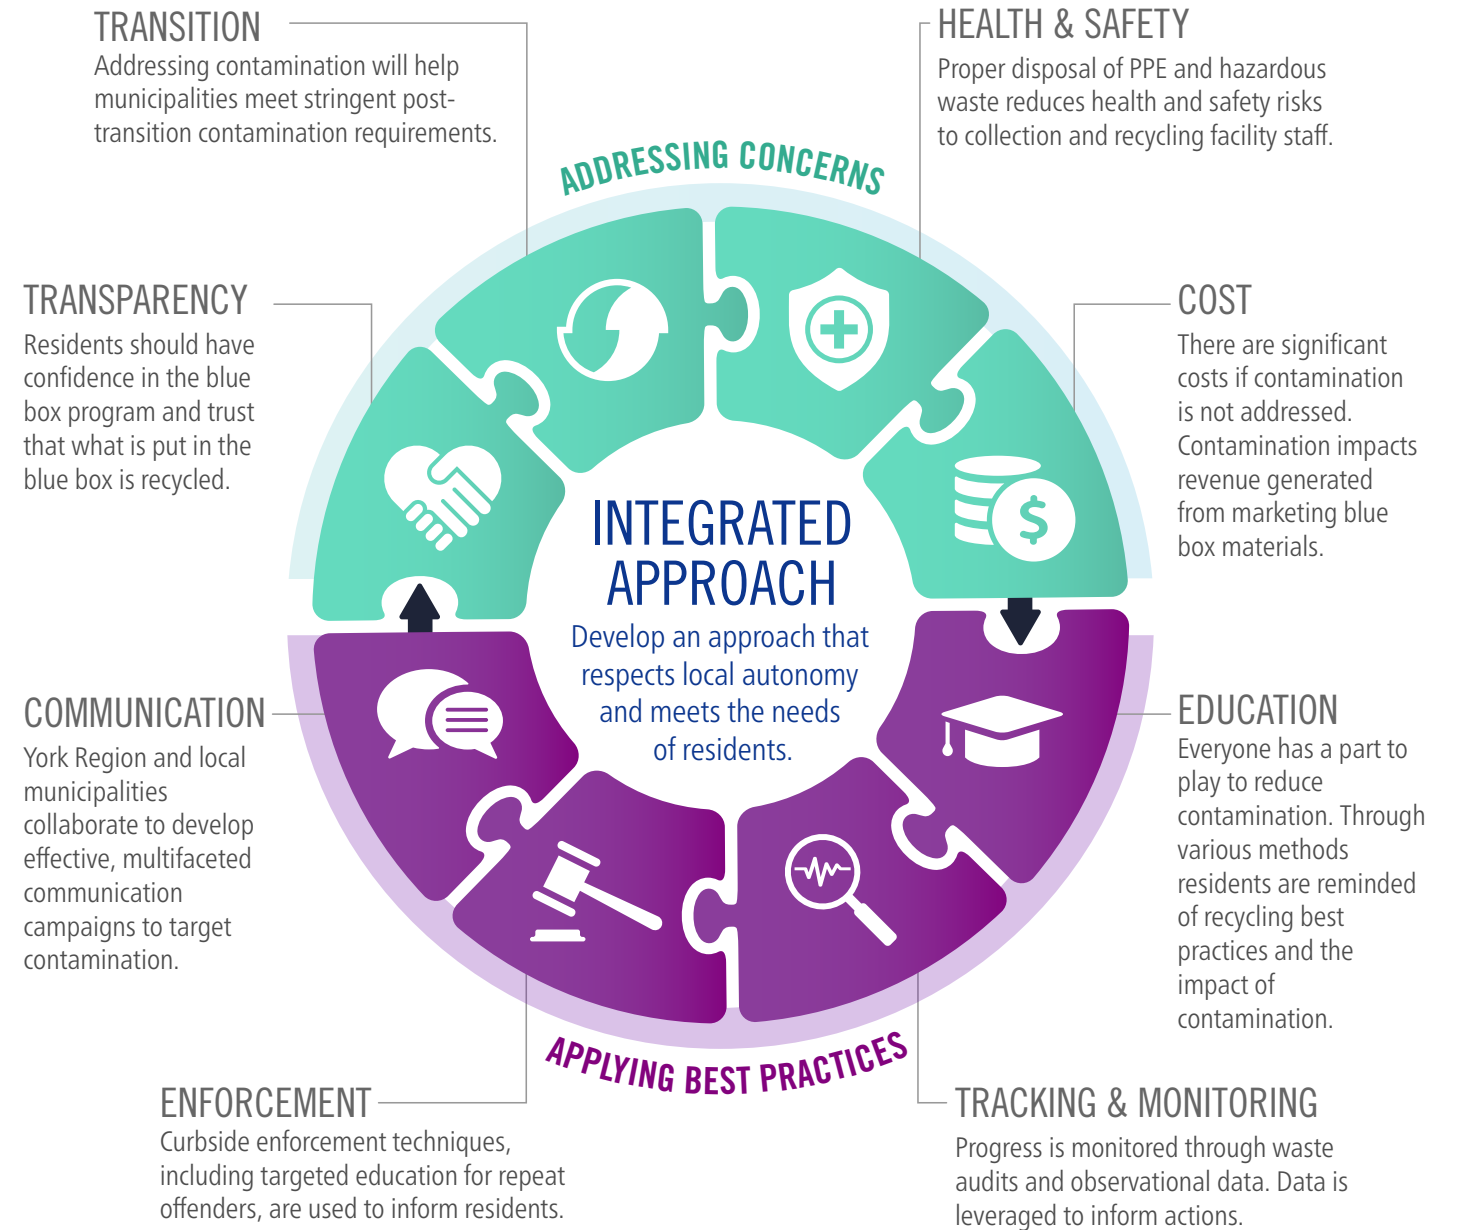 TRANSITION
Addressing contamination will help
municipalities meet stringent post-
transition contamination requirements.
HEALTH & SAFETY
Proper disposal of PPE and hazardous
waste reduces health and safety risks
to collection and recycling facility staff.
ADDRESSING CONCERNS
TRANSPARENCY
Residents should have
confidence in the blue
box program and trust
that what is put in the
blue box is recycled.
COST
There are significant
costs if contamination
is not addressed.
Contamination impacts
revenue generated
from marketing blue
box materials.
$
INTEGRATED
APPROACH
Develop an approach that
respects local autonomy
and meets the needs
of residents.
COMMUNICATION
York Region and local
municipalities
collaborate to develop
effective, multifaceted
communication
campaigns to target
contamination.
EDUCATION
Everyone has a part to
play to reduce
contamination. Through
various methods
residents are reminded
of recycling best
practices and the
impact of
contamination.
APPLYING BEST PRACTICES
ENFORCEMENT
Curbside enforcement techniques,
including targeted education for repeat
offenders, are used to inform residents.
TRACKING & MONITORING
Progress is monitored through waste
audits and observational data. Data is
leveraged to inform actions.